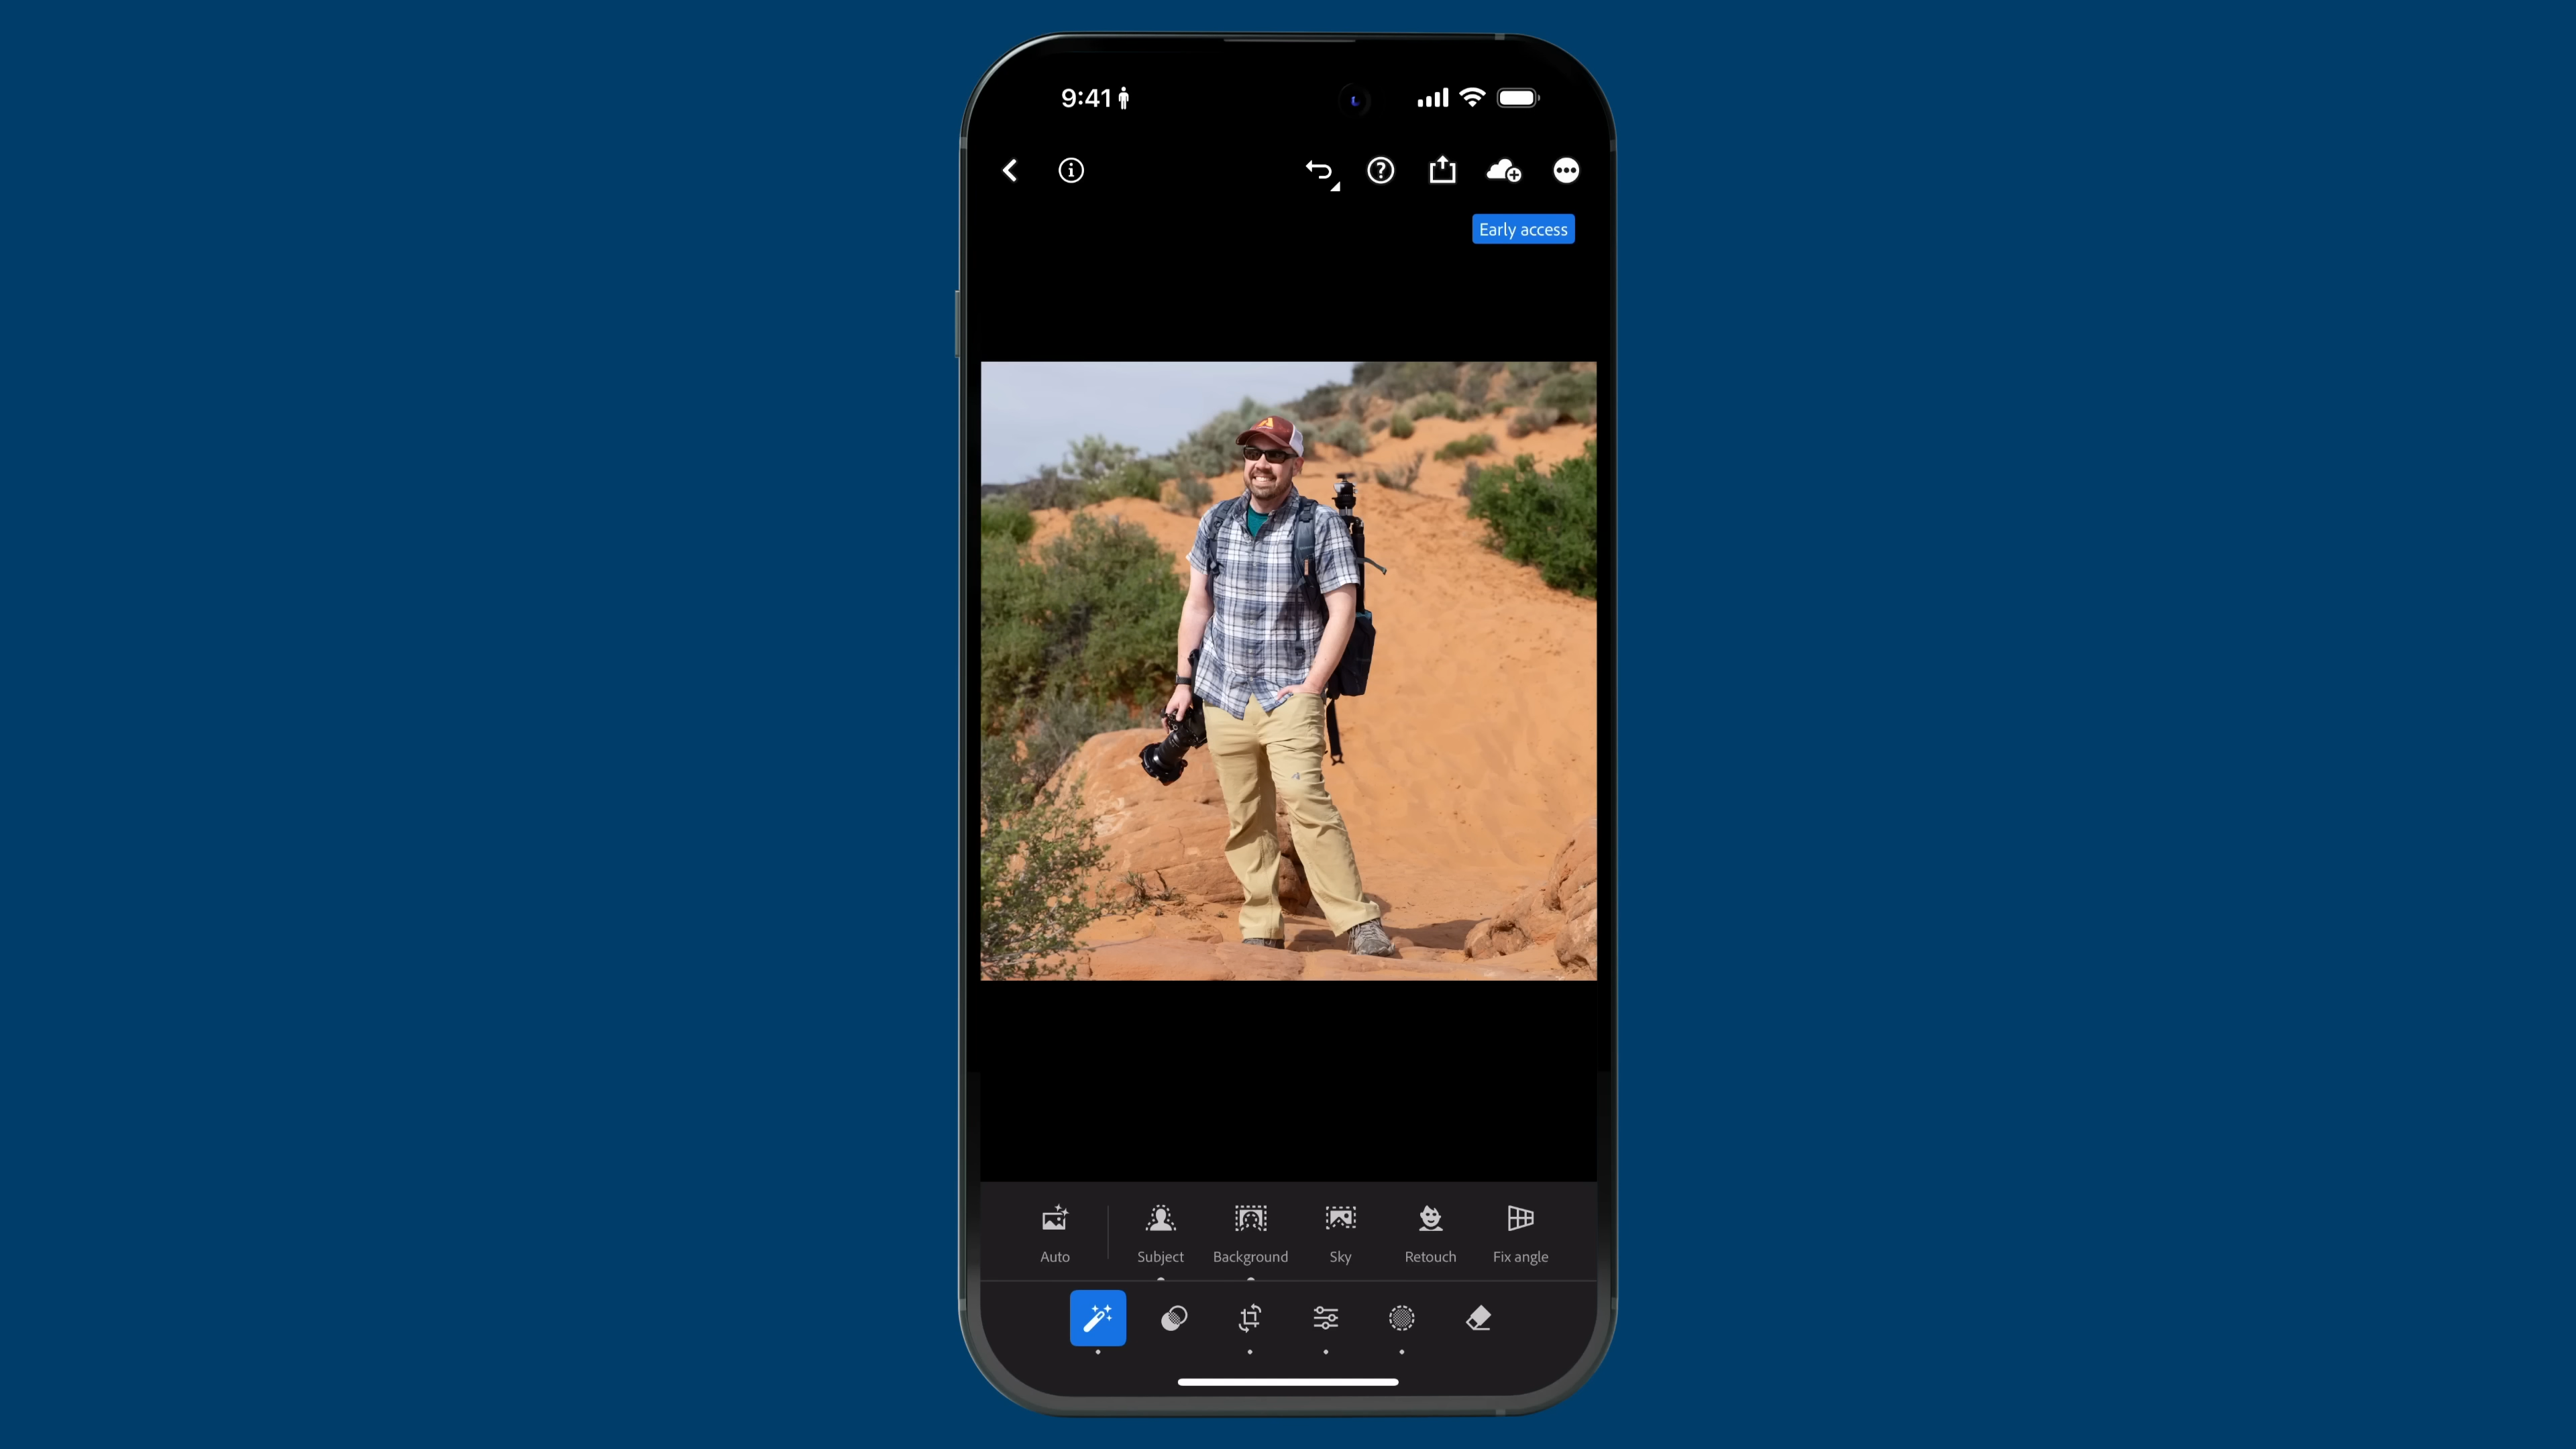 9:41
Early access
Auto
Subject
Background
Sky
Retouch
Fix angle